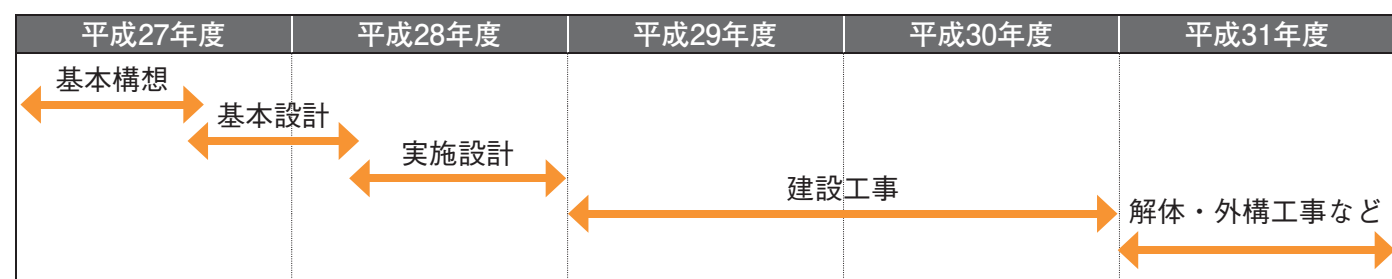 平成27年度 平成28年度 平成29年度 平成30年度 平成31年度
基本構想
基本設計
実施設計
建設工事
解体・外構工事など